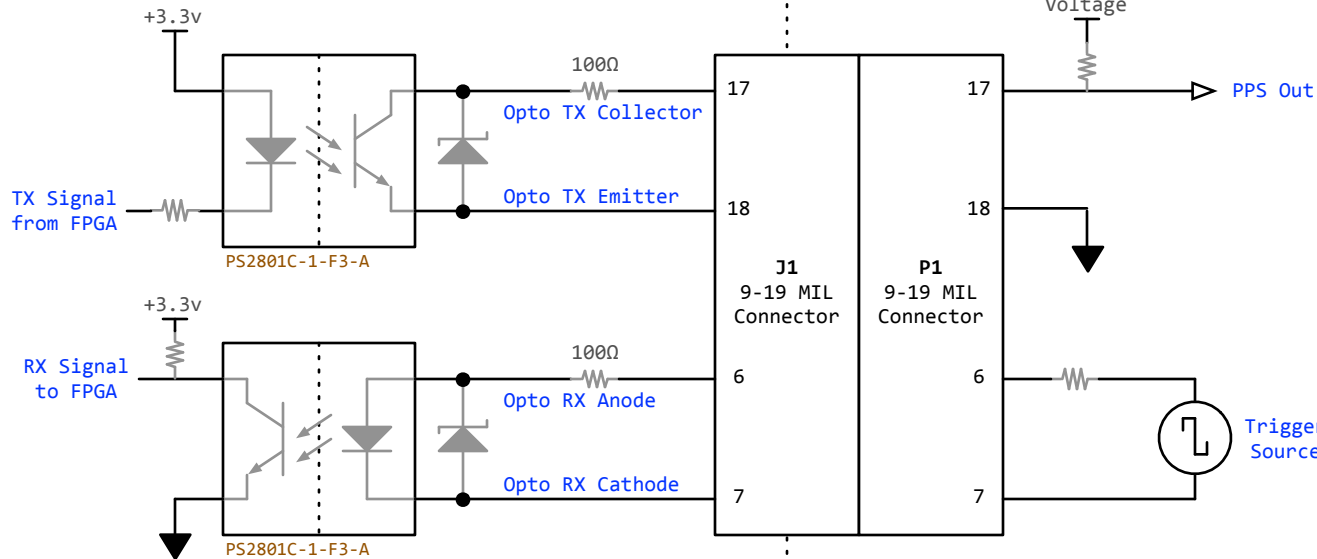 Voltage
+3.3v
100Ω
17
17
PPS Out
Opto TX Collector
TX Signal
from FPGA
Opto TX Emitter
18
18
PS2801C-1-F3-A
J1
9-19 MIL
Connector
P1
9-19 MIL
Connector
+3.3v
100Ω
RX Signal
to FPGA
6
6
Opto RX Anode
Trigger
Source
Opto RX Cathode
7
7
PS2801C-1-F3-A